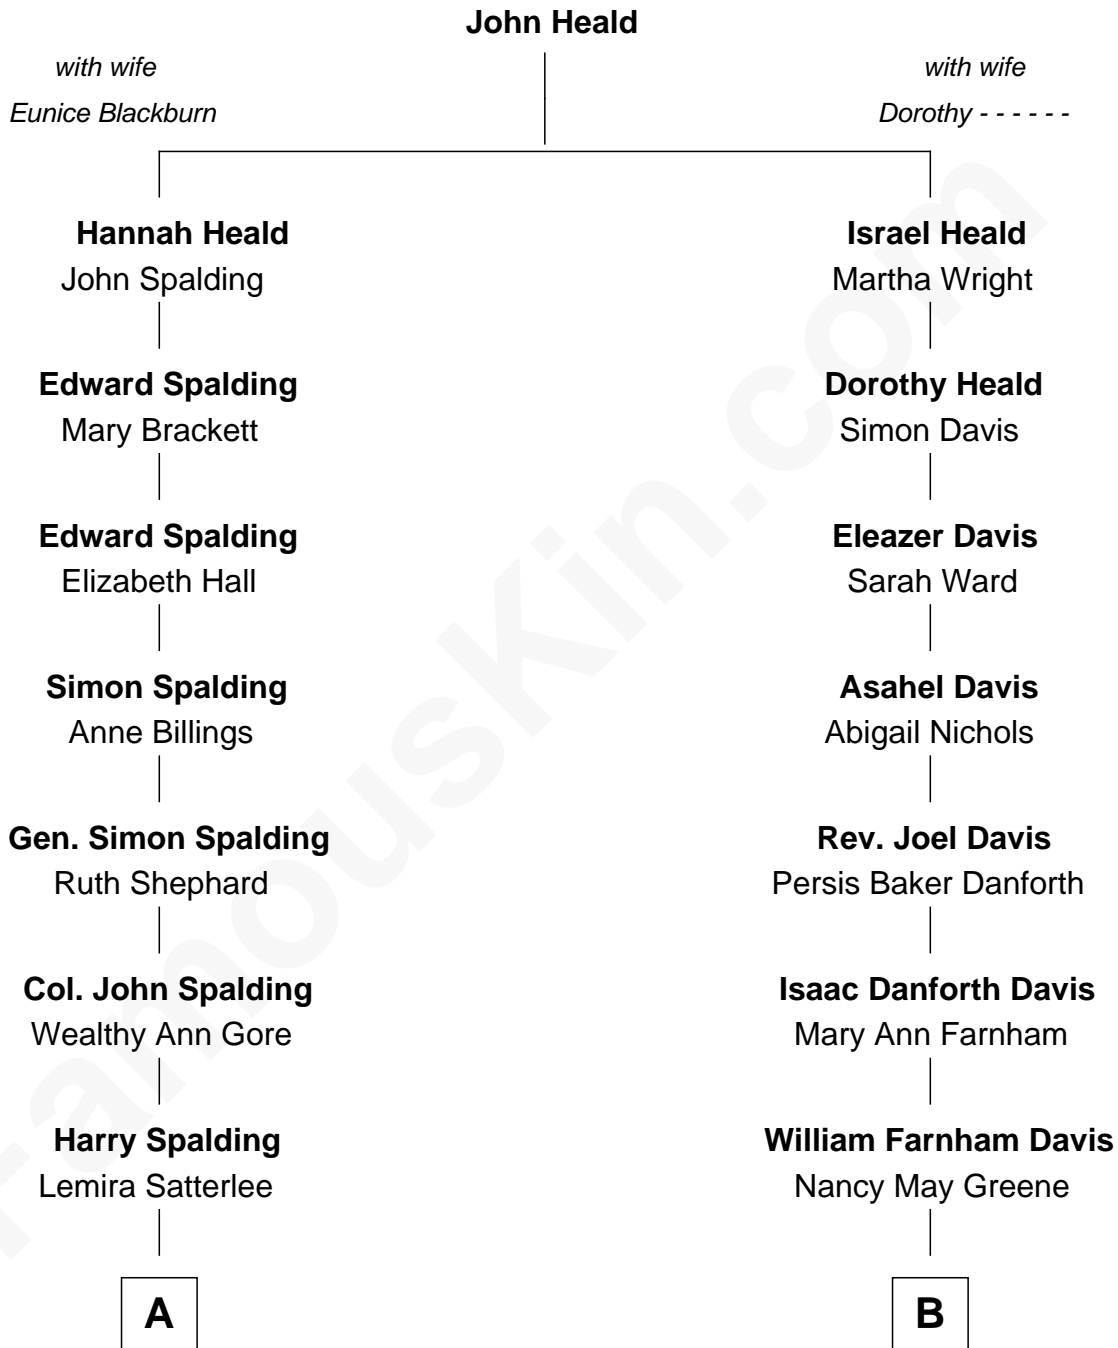 John Heald
with wife
Eunice Blackburn
with wife
Dorothy - - - - - -
Hannah Heald
John Spalding
Israel Heald
Martha Wright
Edward Spalding
Mary Brackett
Dorothy Heald
Simon Davis
Edward Spalding
Elizabeth Hall
Eleazer Davis
Sarah Ward
Simon Spalding
Anne Billings
Asahel Davis
Abigail Nichols
Gen. Simon Spalding
Ruth Shephard
Rev. Joel Davis
Persis Baker Danforth
Col. John Spalding
Wealthy Ann Gore
Isaac Danforth Davis
Mary Ann Farnham
Harry Spalding
Lemira Satterlee
William Farnham Davis
Nancy May Greene
A
B
FamousKin.com